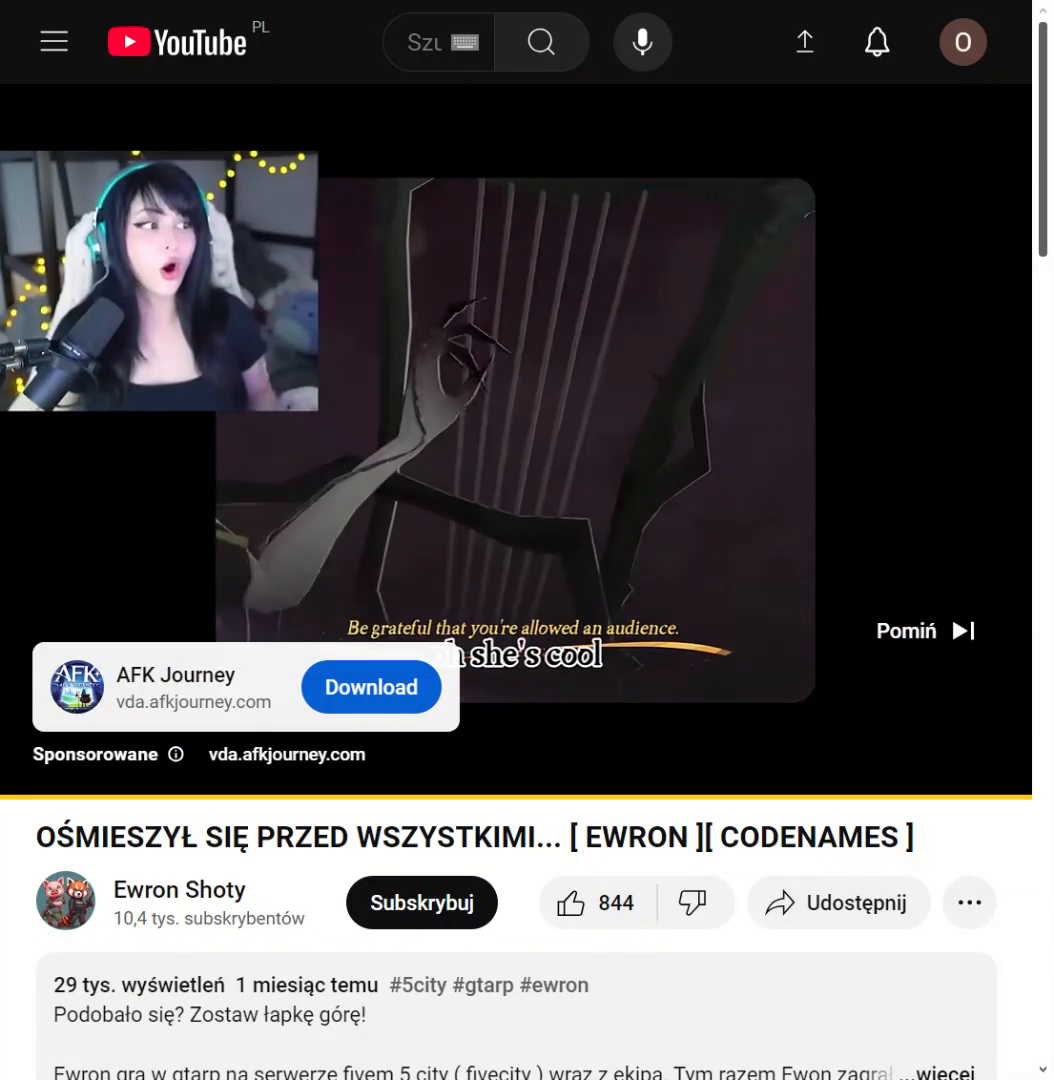 YouTube PL
Szu
O
Be grateful that you're allowed an audience.
she's cool
Pomiń
AFK
AFK Journey
vda.afkjourney.com
Download
Sponsorowane vda.afkjourney.com
OŚMIESZYŁ SIĘ PRZED WSZYSTKIMI... [ EWRON ][ CODENAMES ]
Ewron Shoty
10,4 tys. subskrybentów
Subskrybuj
844
Udostępnij
29 tys. wyświetleń 1 miesiąc temu #5city #gtarp #ewron
Podobało się? Zostaw łapkę górę!
Ewron gra w gtarp na serwerze fivem 5 city ( fivecity ) wraz z ekipą. Tym razem Ewon zagrał ...więcej